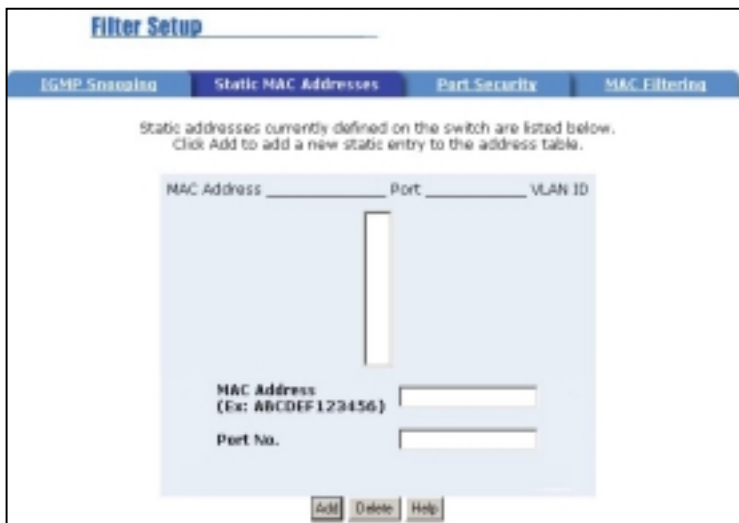 Filter Setup
IGMP Snooping Static MAC Addresses Port Security MAC Filtering
Static addresses currently defined on the switch are listed below.
Click Add to add a new static entry to the address table.
MAC Address ____________ Port __________ VLAN ID
MAC Address
(Ex: ABCDEF123456)
Port No.
Add Delete Help